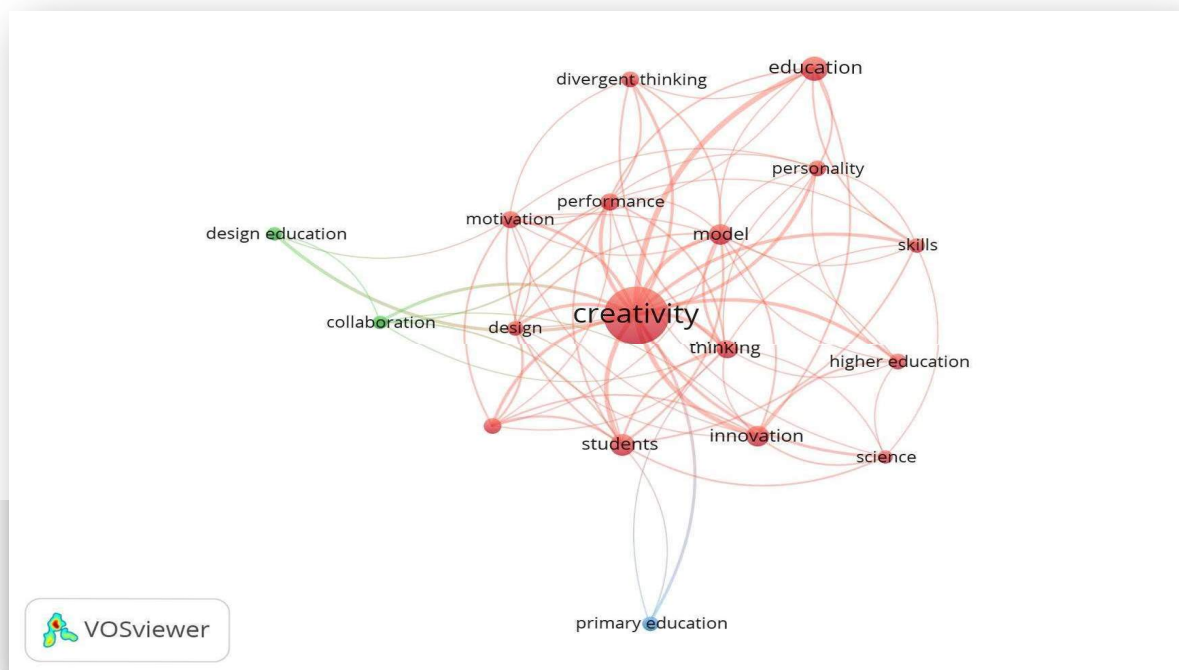 education
divergent thinking
personality
performance
motivation
design education
model
skills
creativity
collaboration
design
thinking
higher education
innovation
students
science
primary education
VOSviewer